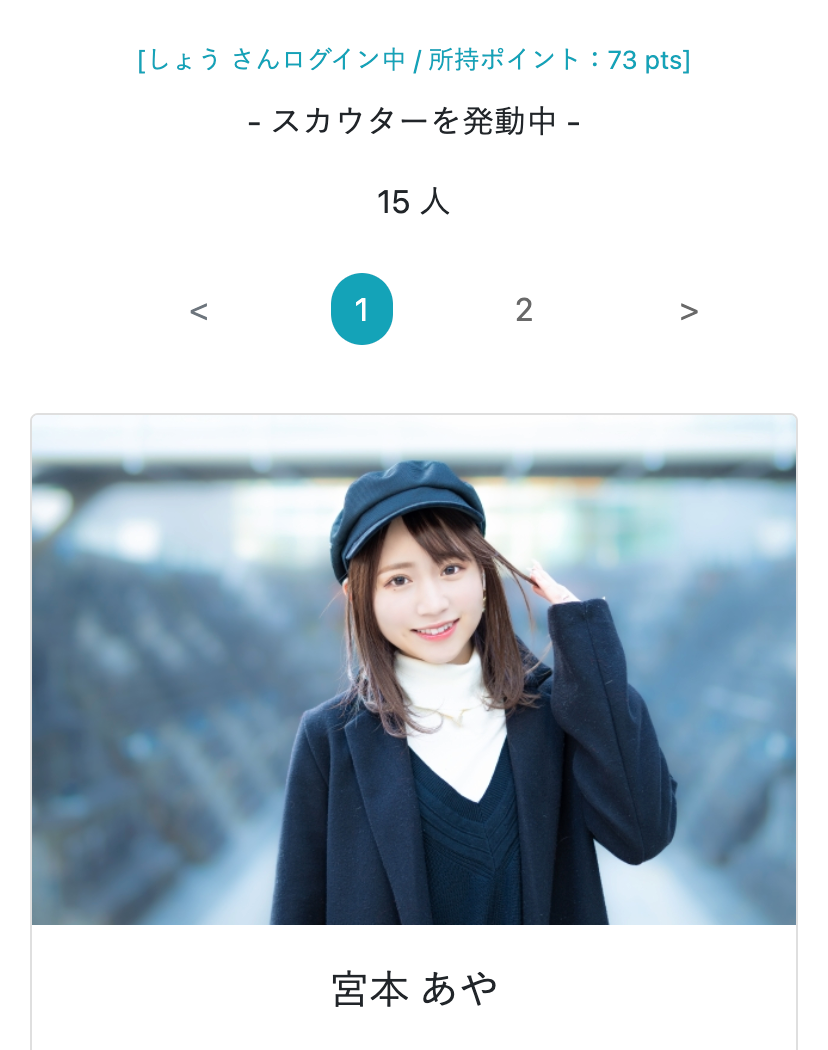 [しょう さんログイン中 / 所持ポイント：73 pts]
- スカウターを発動中 -
15 人
< 1 2 >
宮本 あや